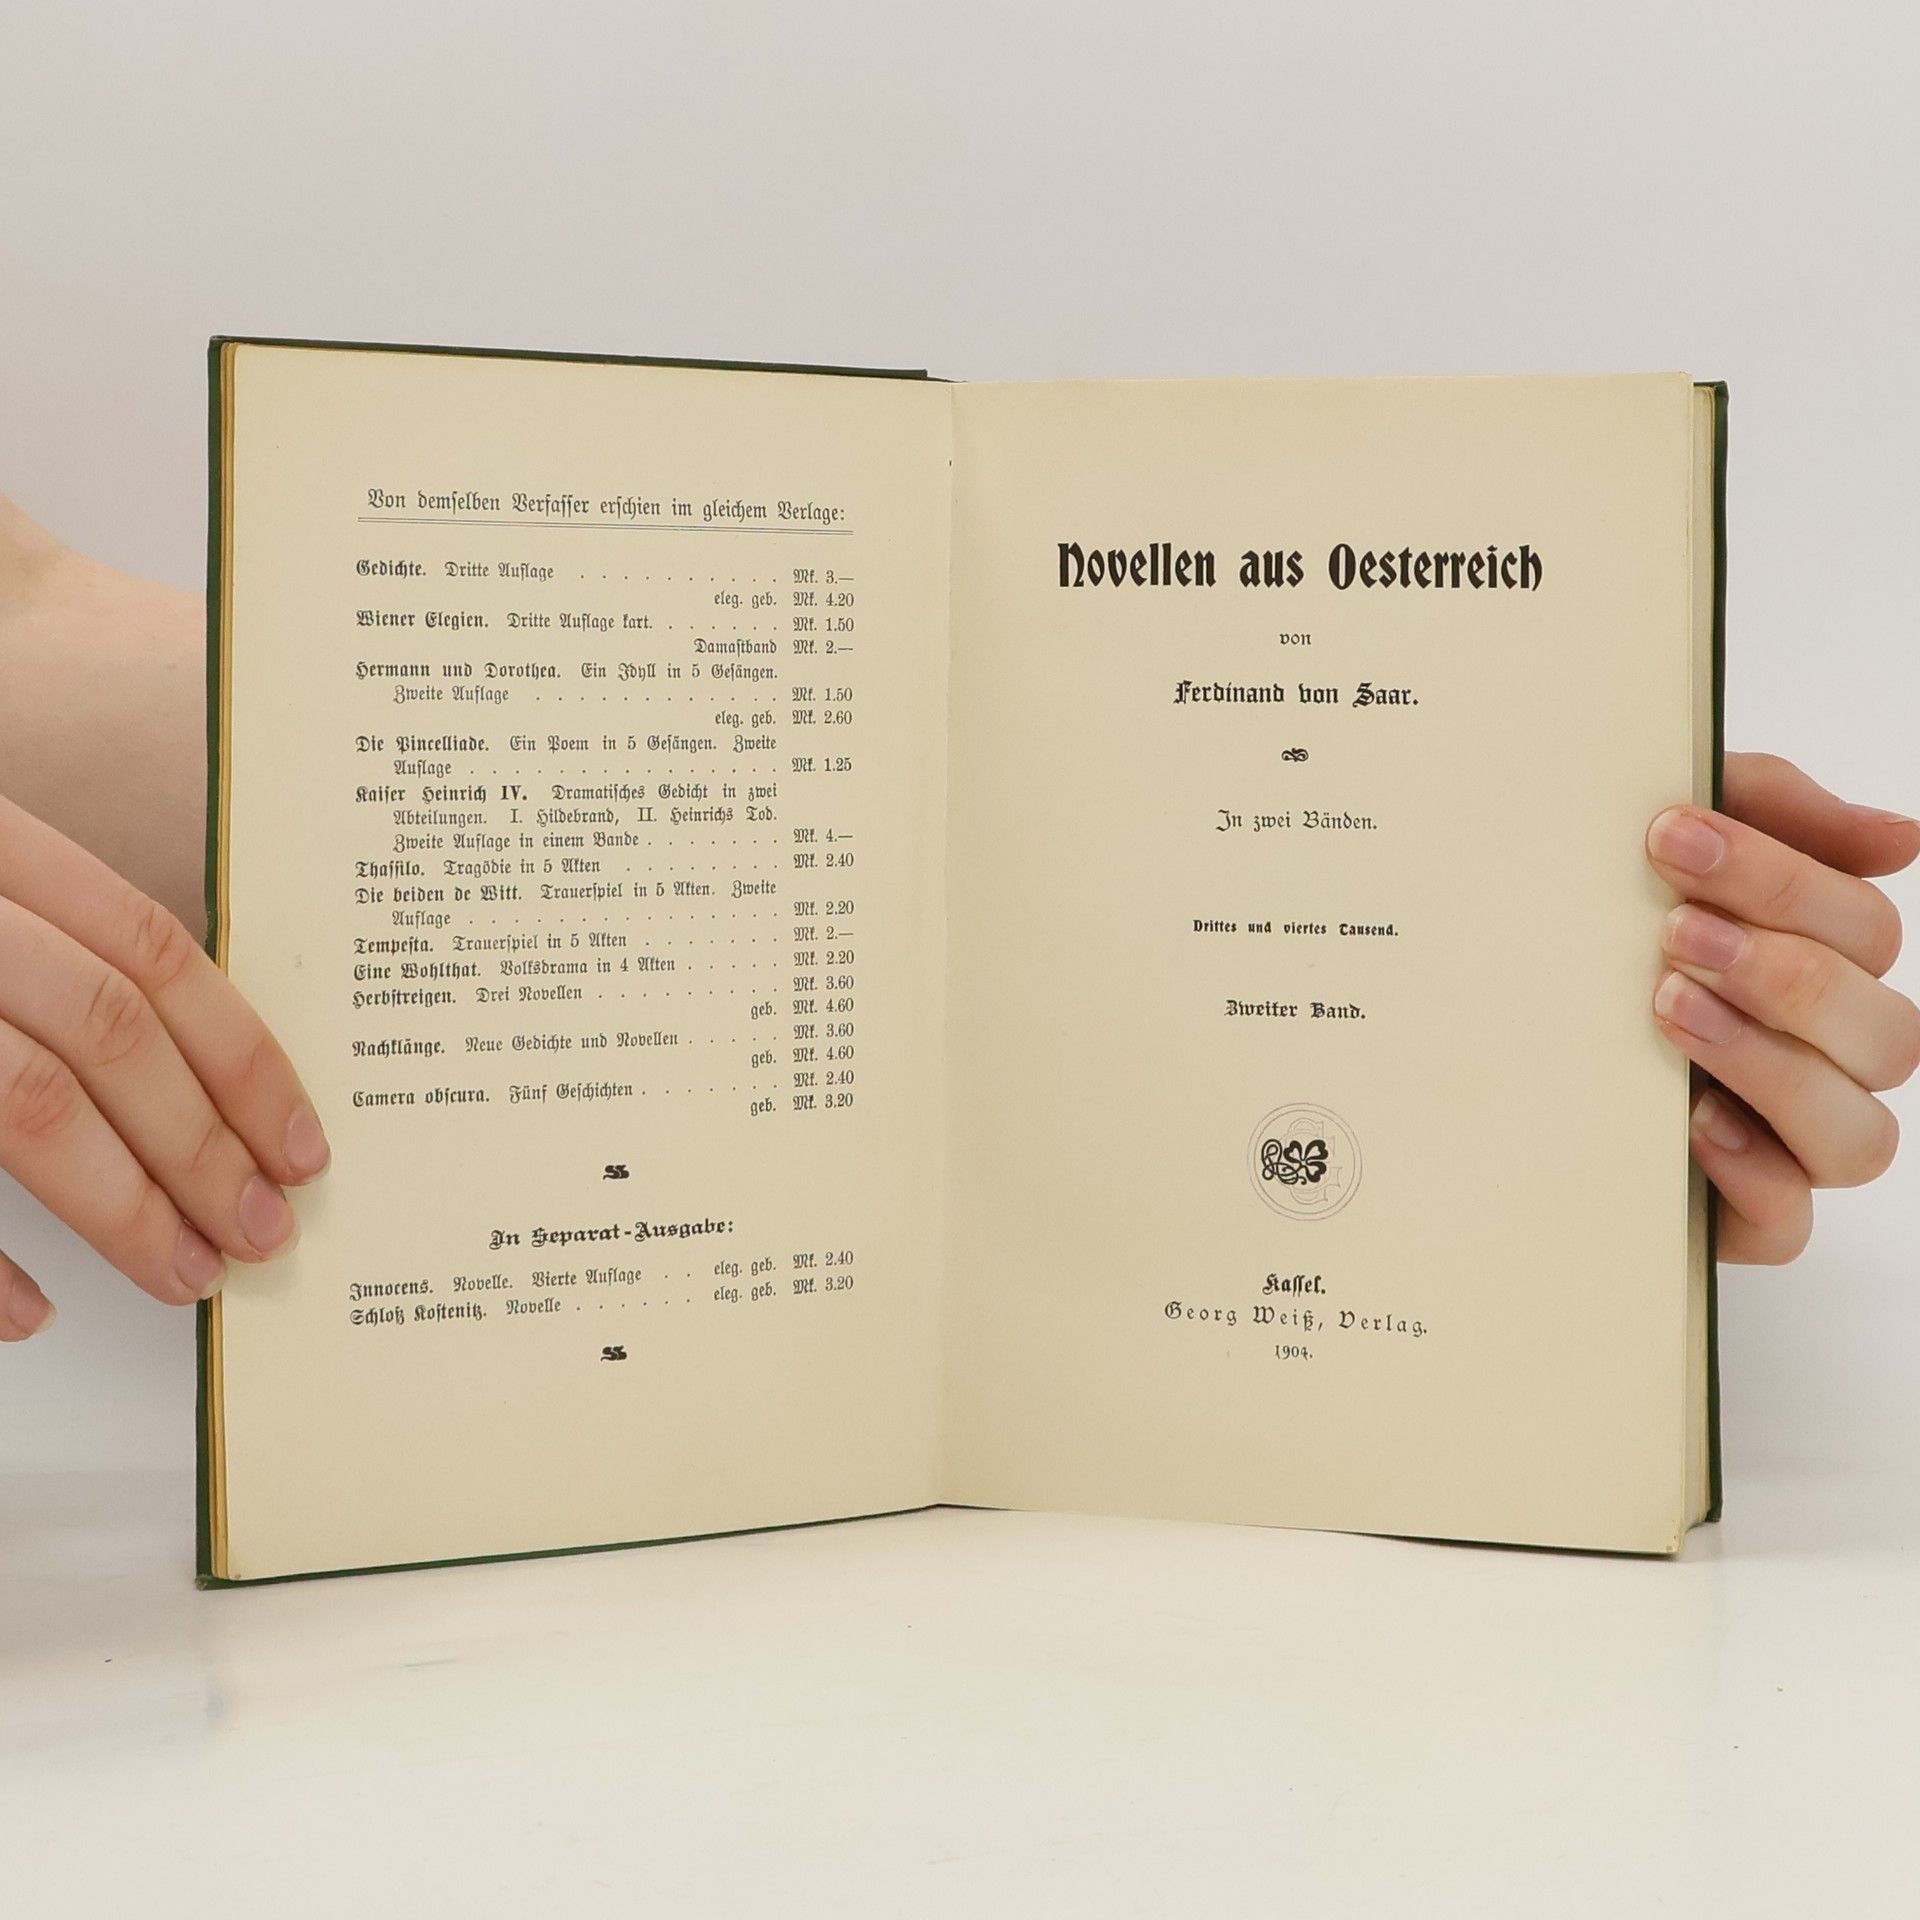 Von demselben Verfasser erschien im gleichem Verlage:
Gedichte. Dritte Auflage . . . . . . . . . . Mk. 3.—
eleg. geb. Mk. 4.20
Wiener Elegien. Dritte Auflage kart. . . . . . . Mk. 1.50
Damastband Mk. 2.—
Hermann und Dorothea. Ein Idyll in 5 Gesängen.
Zweite Auflage . . . . . . . . . . . . Mk. 1.50
eleg. geb. Mk. 2.60
Die Pincelliade. Ein Poem in 5 Gesängen. Zweite
Auflage . . . . . . . . . . . . . . Mk. 1.25
Kaiser Heinrich IV. Dramatisches Gedicht in zwei
Abteilungen. I. Hildebrand, II. Heinrichs Tod.
Zweite Auflage in einem Bande . . . . . . . Mk. 4.—
Thassilo. Tragödie in 5 Akten . . . . . . . . Mk. 2.40
Die beiden de Witt. Trauerspiel in 5 Akten. Zweite
Auflage . . . . . . . . . . . . . . Mk. 2.20
Tempesta. Trauerspiel in 5 Akten . . . . . . . Mk. 2.—
Eine Wohlthat. Volksdrama in 4 Akten . . . . . Mk. 2.20
Herbstreigen. Drei Novellen . . . . . . . . . Mk. 3.60
geb. Mk. 4.60
Nachklänge. Neue Gedichte und Novellen . . . . . Mk. 3.60
geb. Mk. 4.60
Camera obscura. Fünf Geschichten . . . . . . . Mk. 2.40
geb. Mk. 3.20
In Separat-Ausgabe:
Innocens. Novelle. Vierte Auflage . . eleg. geb. Mk. 2.40
Schloß Kostenitz. Novelle . . . . . . eleg. geb. Mk. 3.20
Novellen aus Oesterreich
von
Ferdinand von Saar.
In zwei Bänden.
Drittes und viertes Tausend.
Zweiter Band.
Kassel.
Georg Weiß, Verlag.
1904.